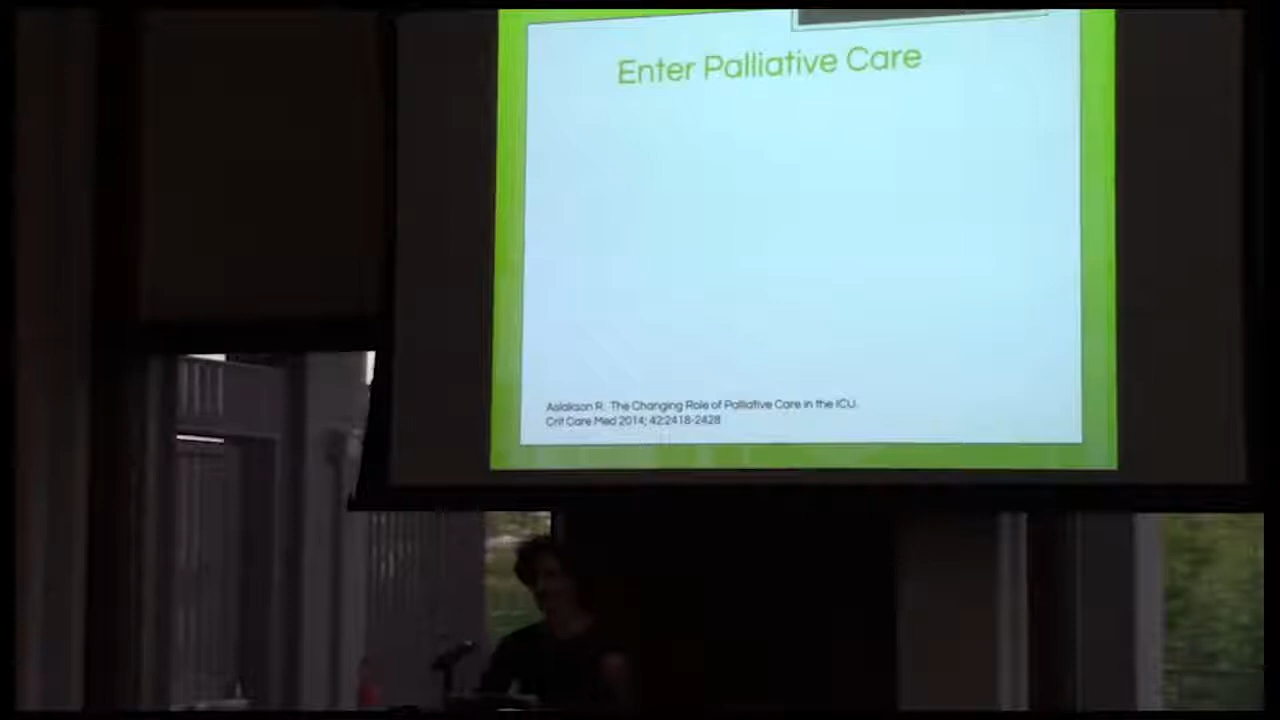 Enter Palliative Care
Aslakson R. The Changing Role of Palliative Care in the ICU.
Crit Care Med 2014; 42:2418-2428